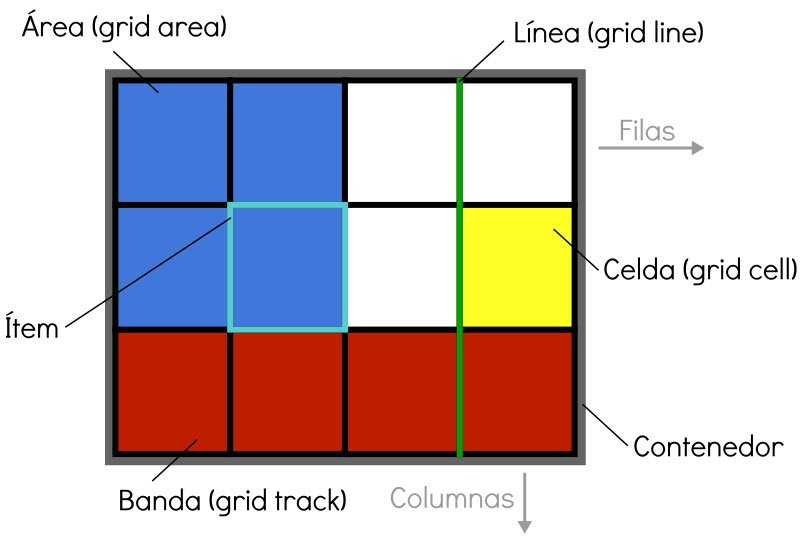 Área (grid area)
Línea (grid line)
Filas
Celda (grid cell)
Ítem
Contenedor
Banda (grid track)
Columnas